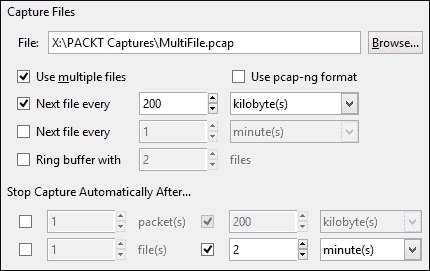 Capture Files
File: X:\PACKT Captures\MultiFile.pcap Browse...
Use multiple files Use pcap-ng format
Next file every 200 kilobyte(s)
Next file every 1 minute(s)
Ring buffer with 2 files
Stop Capture Automatically After...
1 packet(s) 200 kilobyte(s)
1 file(s) 2 minute(s)